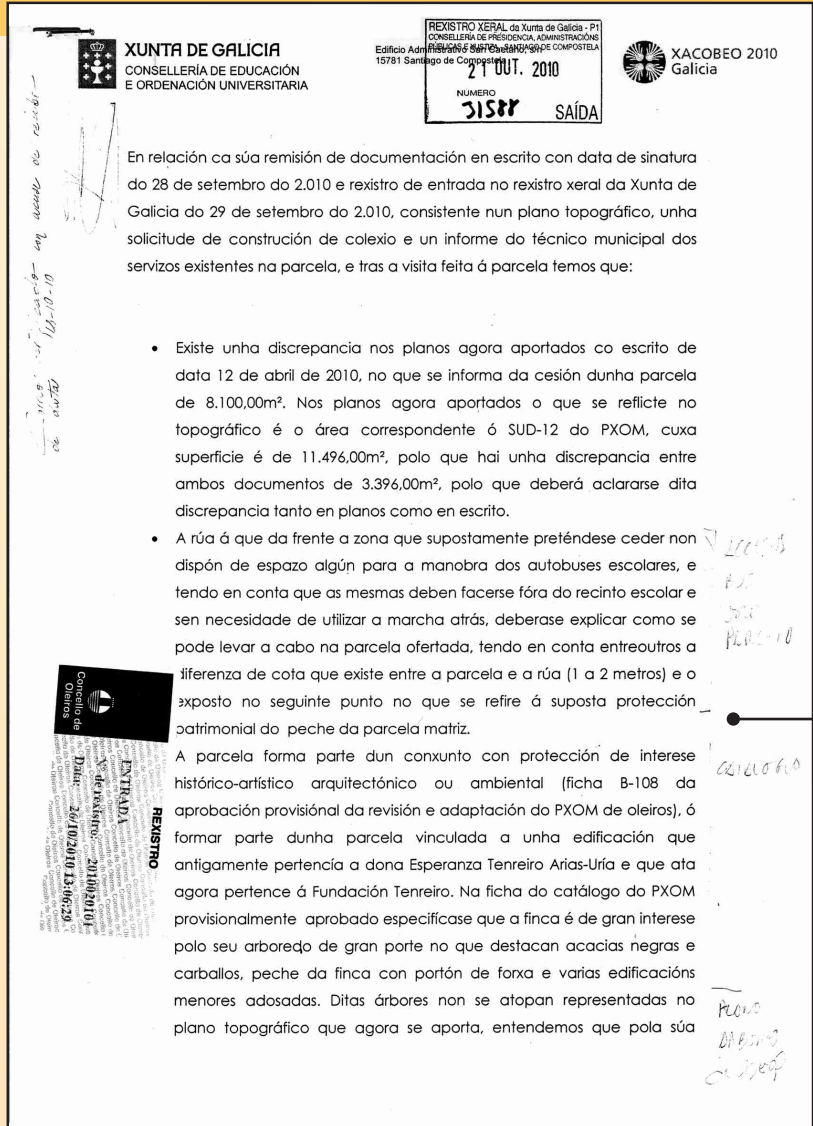 XUNTA DE GALICIA
CONSELLERÍA DE EDUCACIÓN
E ORDENACIÓN UNIVERSITARIA
Edificio Administrativo San Caetano, s/n
15781 Santiago de Compostela
REXISTRO XERAL da Xunta de Galicia - P1
CONSELLERÍA DE PRESIDENCIA, ADMINISTRACIÓNS
PÚBLICAS E XUSTIZA - SANTIAGO DE COMPOSTELA
21 OUT. 2010
NÚMERO
31588 SAÍDA
XACOBEO 2010
Galicia
En relación ca súa remisión de documentación en escrito con data de sinatura
do 28 de setembro do 2.010 e rexistro de entrada no rexistro xeral da Xunta de
Galicia do 29 de setembro do 2.010, consistente nun plano topográfico, unha
solicitude de construción de colexio e un informe do técnico municipal dos
servizos existentes na parcela, e tras a visita feita á parcela temos que:
• Existe unha discrepancia nos planos agora aportados co escrito de
data 12 de abril de 2010, no que se informa da cesión dunha parcela
de 8.100,00m². Nos planos agora aportados o que se reflicte no
topográfico é o área correspondente ó SUD-12 do PXOM, cuxa
superficie é de 11.496,00m², polo que hai unha discrepancia entre
ambos documentos de 3.396,00m², polo que deberá aclararse dita
discrepancia tanto en planos como en escrito.
• A rúa á que da frente a zona que supostamente preténdese ceder non
dispón de espazo algún para a manobra dos autobuses escolares, e
tendo en conta que as mesmas deben facerse fóra do recinto escolar e
sen necesidade de utilizar a marcha atrás, deberase explicar como se
pode levar a cabo na parcela ofertada, tendo en conta entreoutros a
diferenza de cota que existe entre a parcela e a rúa (1 a 2 metros) e o
exposto no seguinte punto no que se refire á suposta protección
patrimonial do peche da parcela matriz.
A parcela forma parte dun conxunto con protección de interese
histórico-artístico arquitectónico ou ambiental (ficha B-108 da
aprobación provisiónal da revisión e adaptación do PXOM de oleiros), ó
formar parte dunha parcela vinculada a unha edificación que
antigamente pertencía a dona Esperanza Tenreiro Arias-Uría e que ata
agora pertence á Fundación Tenreiro. Na ficha do catálogo do PXOM
provisionalmente aprobado especifícase que a finca é de gran interese
polo seu arboredo de gran porte no que destacan acacias negras e
carballos, peche da finca con portón de forxa e varias edificacións
menores adosadas. Ditas árbores non se atopan representadas no
plano topográfico que agora se aporta, entendemos que pola súa
Concello de
Oleiros
REXISTRO
ENTRADA
Nº de rexistro: 2010020101
Data: 26/10/2010 13:06:29